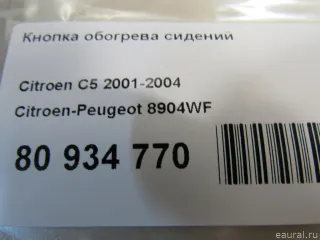 Кнопка обогрева сидений
Citroen C5 2001-2004
Citroen-Peugeot 8904WF
80 934 770
eaural.ru